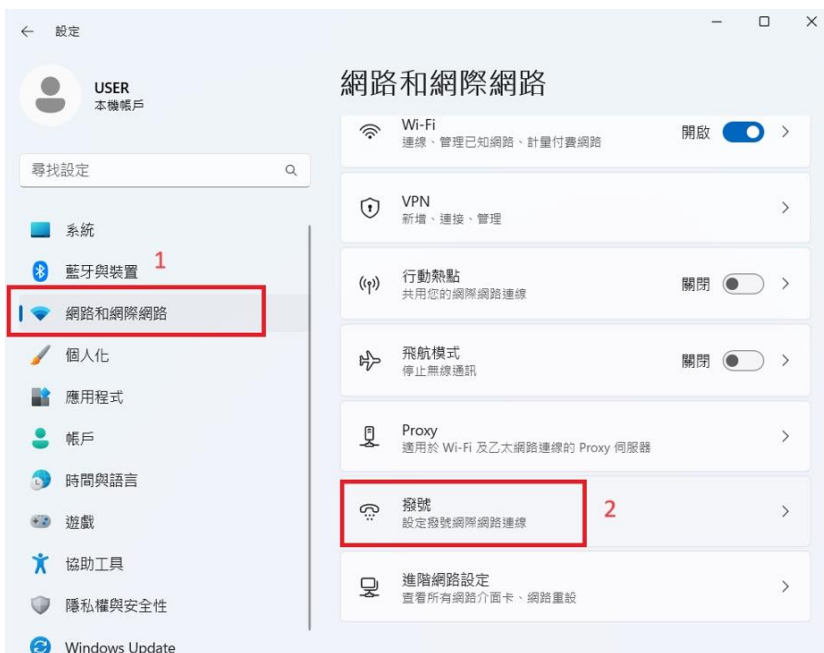 設定
USER
本機帳戶
尋找設定
系統
藍牙與裝置
1
網路和網際網路
個人化
應用程式
帳戶
時間與語言
遊戲
協助工具
隱私權與安全性
Windows Update
網路和網際網路
Wi-Fi
連線、管理已知網路、計量付費網路
開啟
VPN
新增、連接、管理
行動熱點
共用您的網際網路連線
關閉
飛航模式
停止無線通訊
關閉
Proxy
適用於 Wi-Fi 及乙太網路連線的 Proxy 伺服器
撥號
設定撥號網際網路連線
2
進階網路設定
查看所有網路介面卡、網路重設